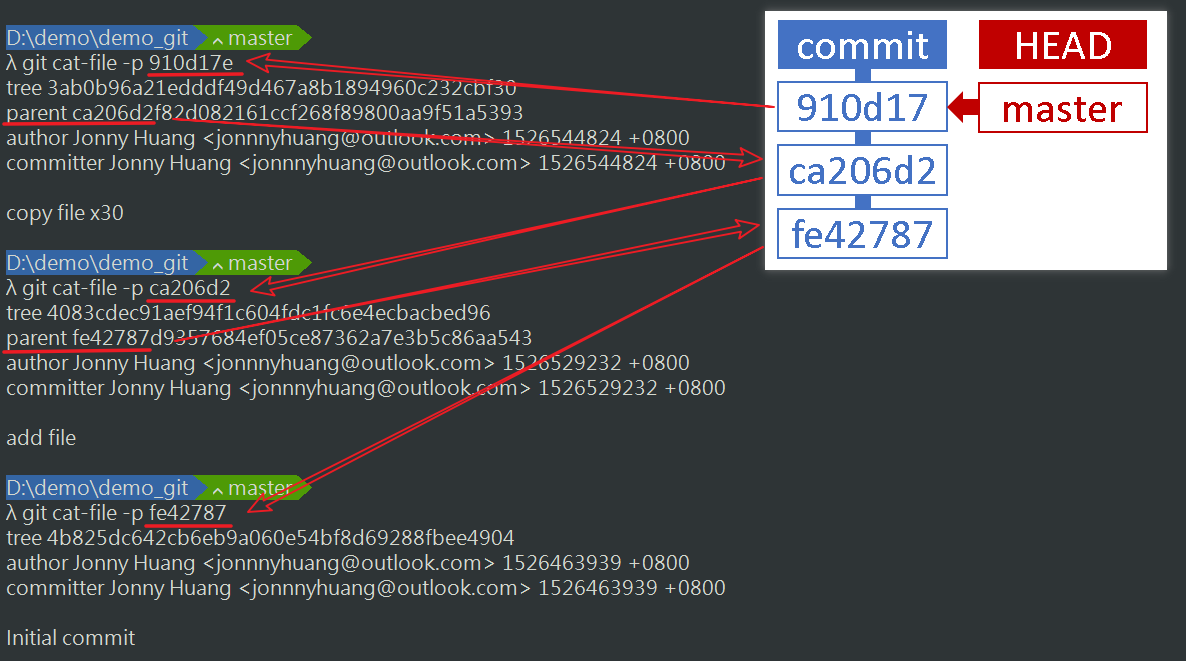 D:\demo\demo_git ^ master
λ git cat-file -p 910d17e
tree 3ab0b96a21edddf49d467a8b1894960c232cbf30
parent ca206d2f82d082161ccf268f89800aa9f51a5393
author Jonny Huang <jonnnyhuang@outlook.com> 1526544824 +0800
committer Jonny Huang <jonnnyhuang@outlook.com> 1526544824 +0800
copy file x30
D:\demo\demo_git ^ master
λ git cat-file -p ca206d2
tree 4083cdec91aef94f1c604fdc1fc6e4ecbacbed96
parent fe42787d9357684ef05ce87362a7e3b5c86aa543
author Jonny Huang <jonnnyhuang@outlook.com> 1526529232 +0800
committer Jonny Huang <jonnnyhuang@outlook.com> 1526529232 +0800
add file
D:\demo\demo_git ^ master
λ git cat-file -p fe42787
tree 4b825dc642cb6eb9a060e54bf8d69288fbee4904
author Jonny Huang <jonnnyhuang@outlook.com> 1526463939 +0800
committer Jonny Huang <jonnnyhuang@outlook.com> 1526463939 +0800
Initial commit
commit HEAD
910d17 master
ca206d2
fe42787